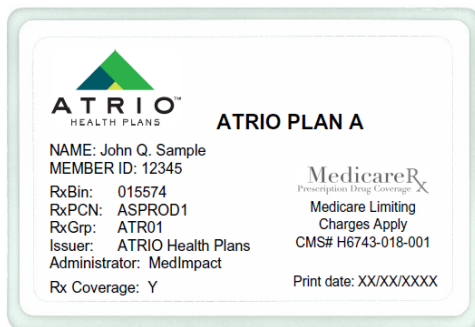 ATRIO™
HEALTH PLANS
ATRIO PLAN A
NAME: John Q. Sample
MEMBER ID: 12345
RxBin: 015574
RxPCN: ASPROD1
RxGrp: ATR01
Issuer: ATRIO Health Plans
Administrator: MedImpact
Rx Coverage: Y
MedicareRx
Prescription Drug Coverage
Medicare Limiting
Charges Apply
CMS# H6743-018-001
Print date: XX/XX/XXXX